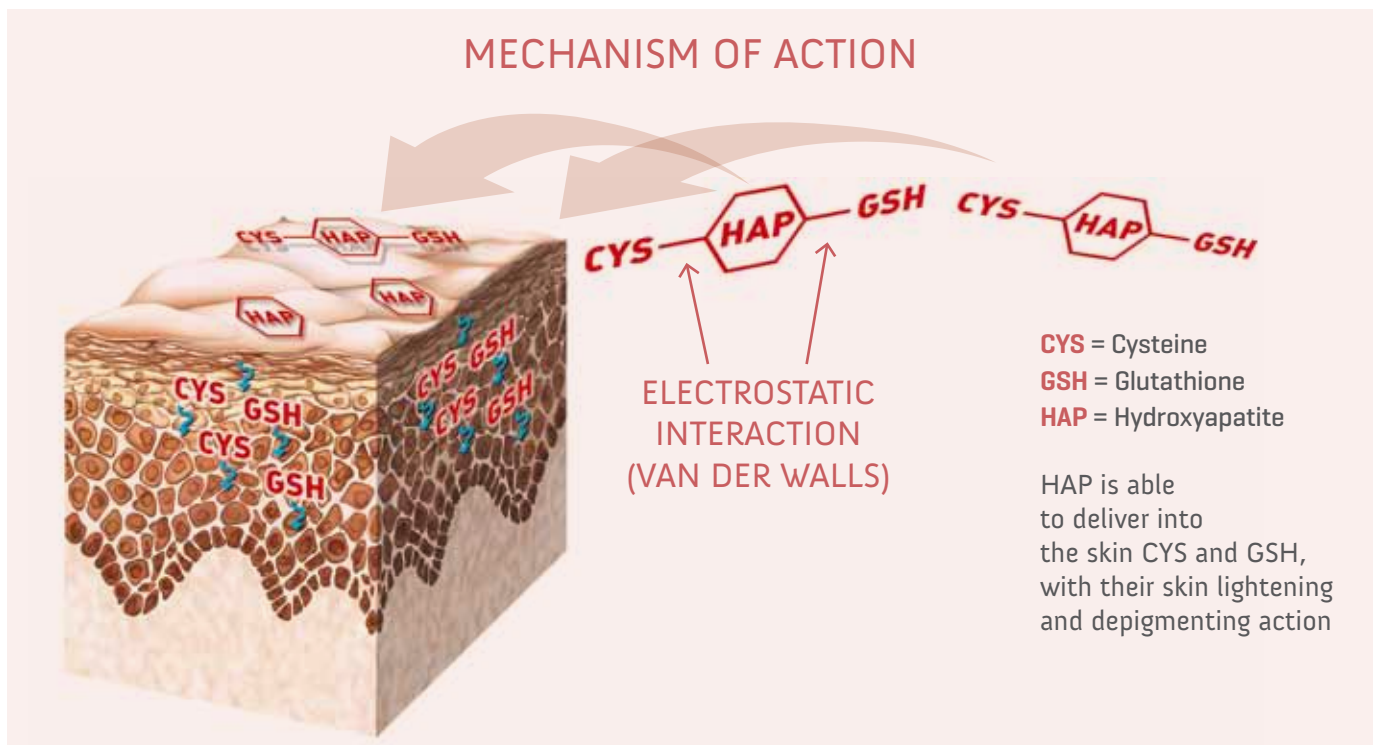 MECHANISM OF ACTION
CYS HAP GSH
CYS HAP GSH
CYS HAP GSH
HAP
HAP
CYS
GSH
CYS
GSH
CYS
GSH
CYS
GSH
ELECTROSTATIC
INTERACTION
(VAN DER WALLS)
CYS = Cysteine
GSH = Glutathione
HAP = Hydroxyapatite
HAP is able
to deliver into
the skin CYS and GSH,
with their skin lightening
and depigmenting action